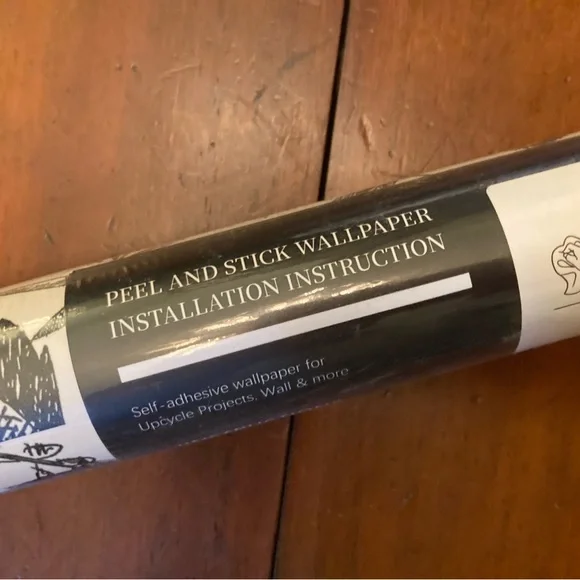 PEEL AND STICK WALLPAPER
INSTALLATION INSTRUCTION
Self-adhesive wallpaper for
Upcycle Projects, Wall & more